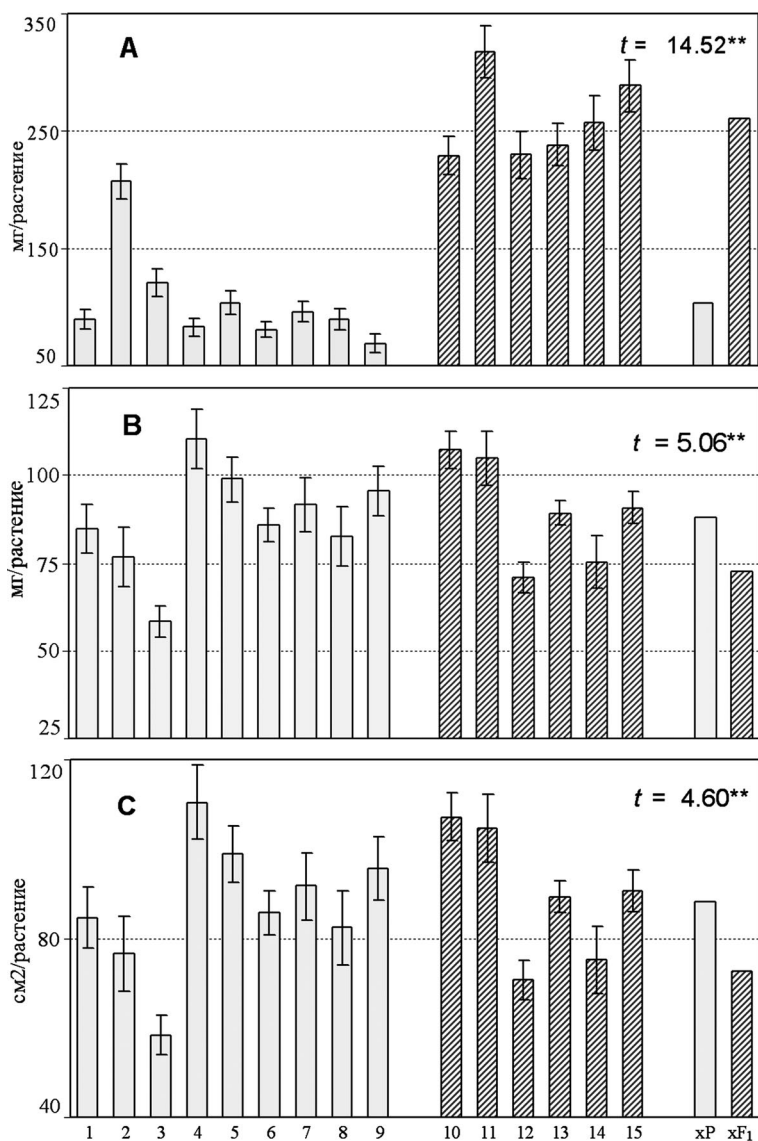 350
A
t = 14.52**
250
150
50
мг/растение
125
B
t = 5.06**
100
75
50
25
мг/растение
120
C
t = 4.60**
80
40
см2/растение
1 2 3 4 5 6 7 8 9 10 11 12 13 14 15 xP xF1